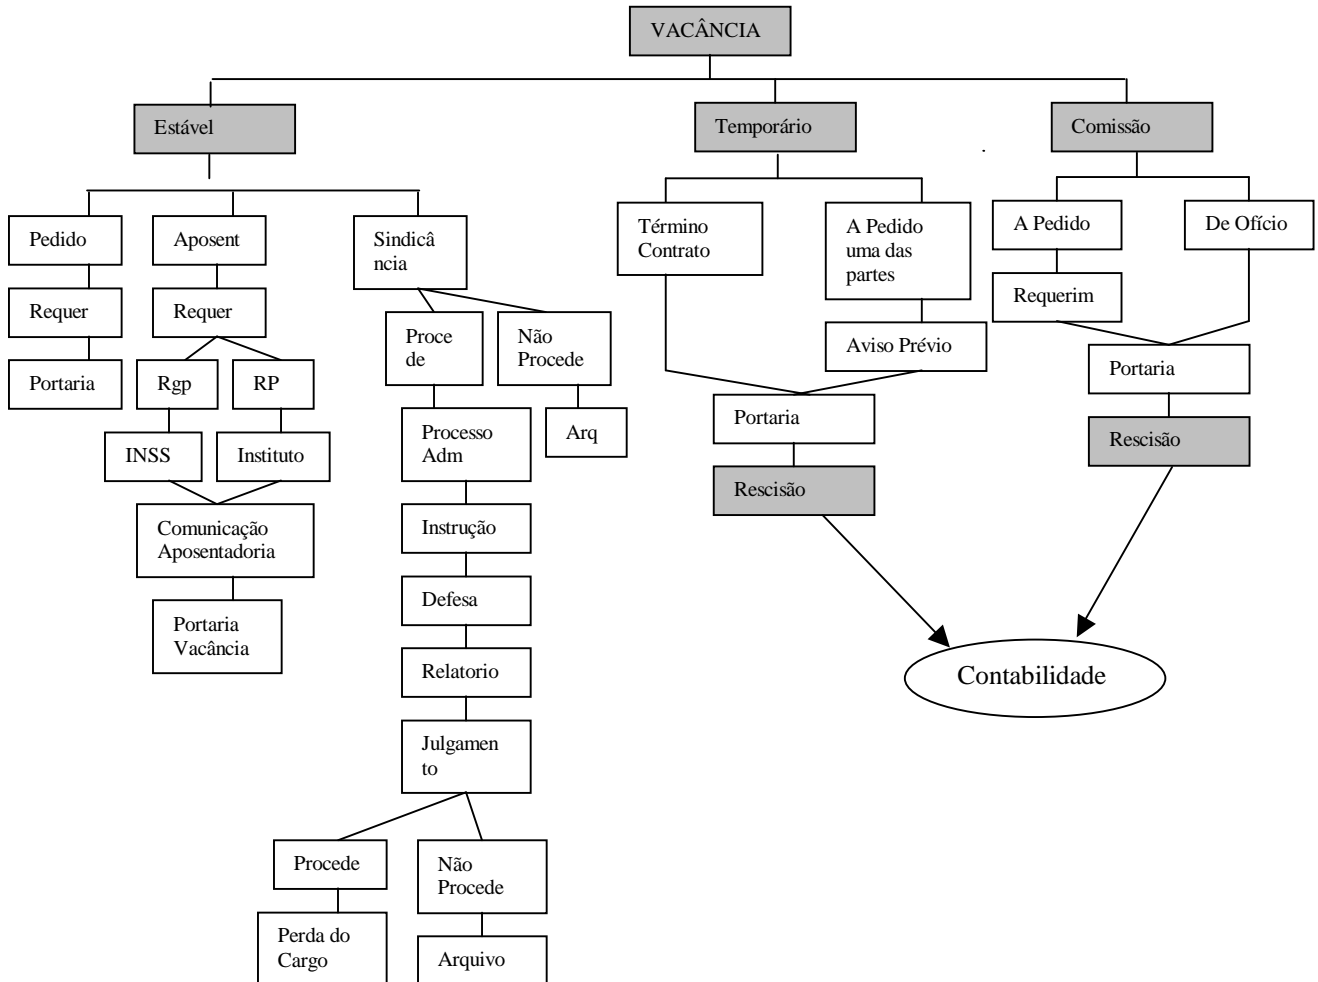 VACÂNCIA
Estável
Temporário
Comissão
Pedido
Aposent
Sindicâ
ncia
Término
Contrato
A Pedido
uma das
partes
A Pedido
De Ofício
Requer
Requer
Proce
de
Não
Procede
Aviso Prévio
Requerim
Portaria
Rgp
RP
Portaria
Portaria
INSS
Instituto
Processo
Adm
Arq
Rescisão
Rescisão
Comunicação
Aposentadoria
Instrução
Portaria
Vacância
Defesa
Relatorio
Contabilidade
Julgamen
to
Procede
Não
Procede
Perda do
Cargo
Arquivo